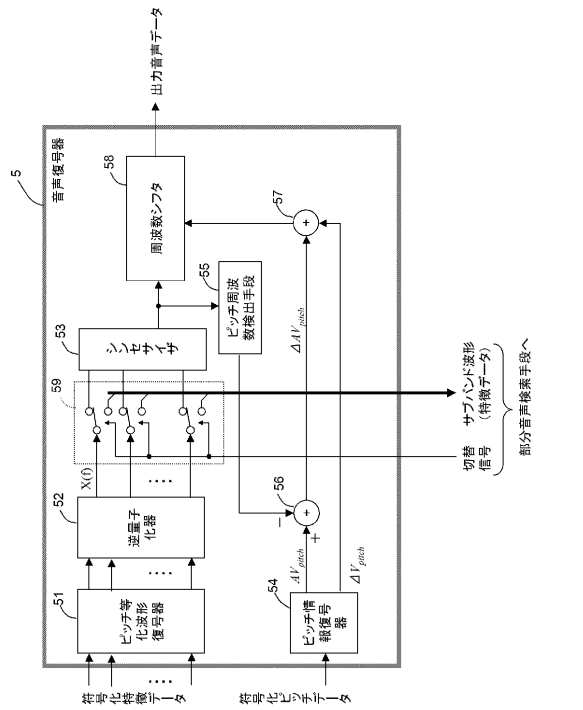 5
音声復号器
符号化特徴データ
51
ピッチ等
化波形
復号器
52
逆量子
化器
X(f)
59
53
シンセサイザ
58
周波数シフタ
出力音声データ
55
ピッチ周波
数検出手段
符号化ピッチデータ
54
ピッチ情
報復号
器
AVpitch
ΔVpitch
56
+
−
+
ΔAVpitch
57
+
切替
信号
サブバンド波形
(特徴データ)
部分音声検索手段へ